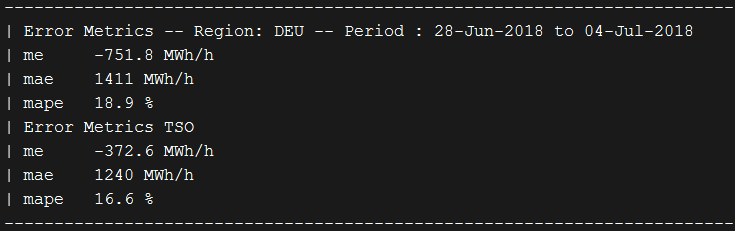 --------------------------------------------------------------------------
| Error Metrics -- Region: DEU -- Period : 28-Jun-2018 to 04-Jul-2018
| me     -751.8 MWh/h
| mae    1411 MWh/h
| mape   18.9 %
| Error Metrics TSO
| me     -372.6 MWh/h
| mae    1240 MWh/h
| mape   16.6 %
--------------------------------------------------------------------------